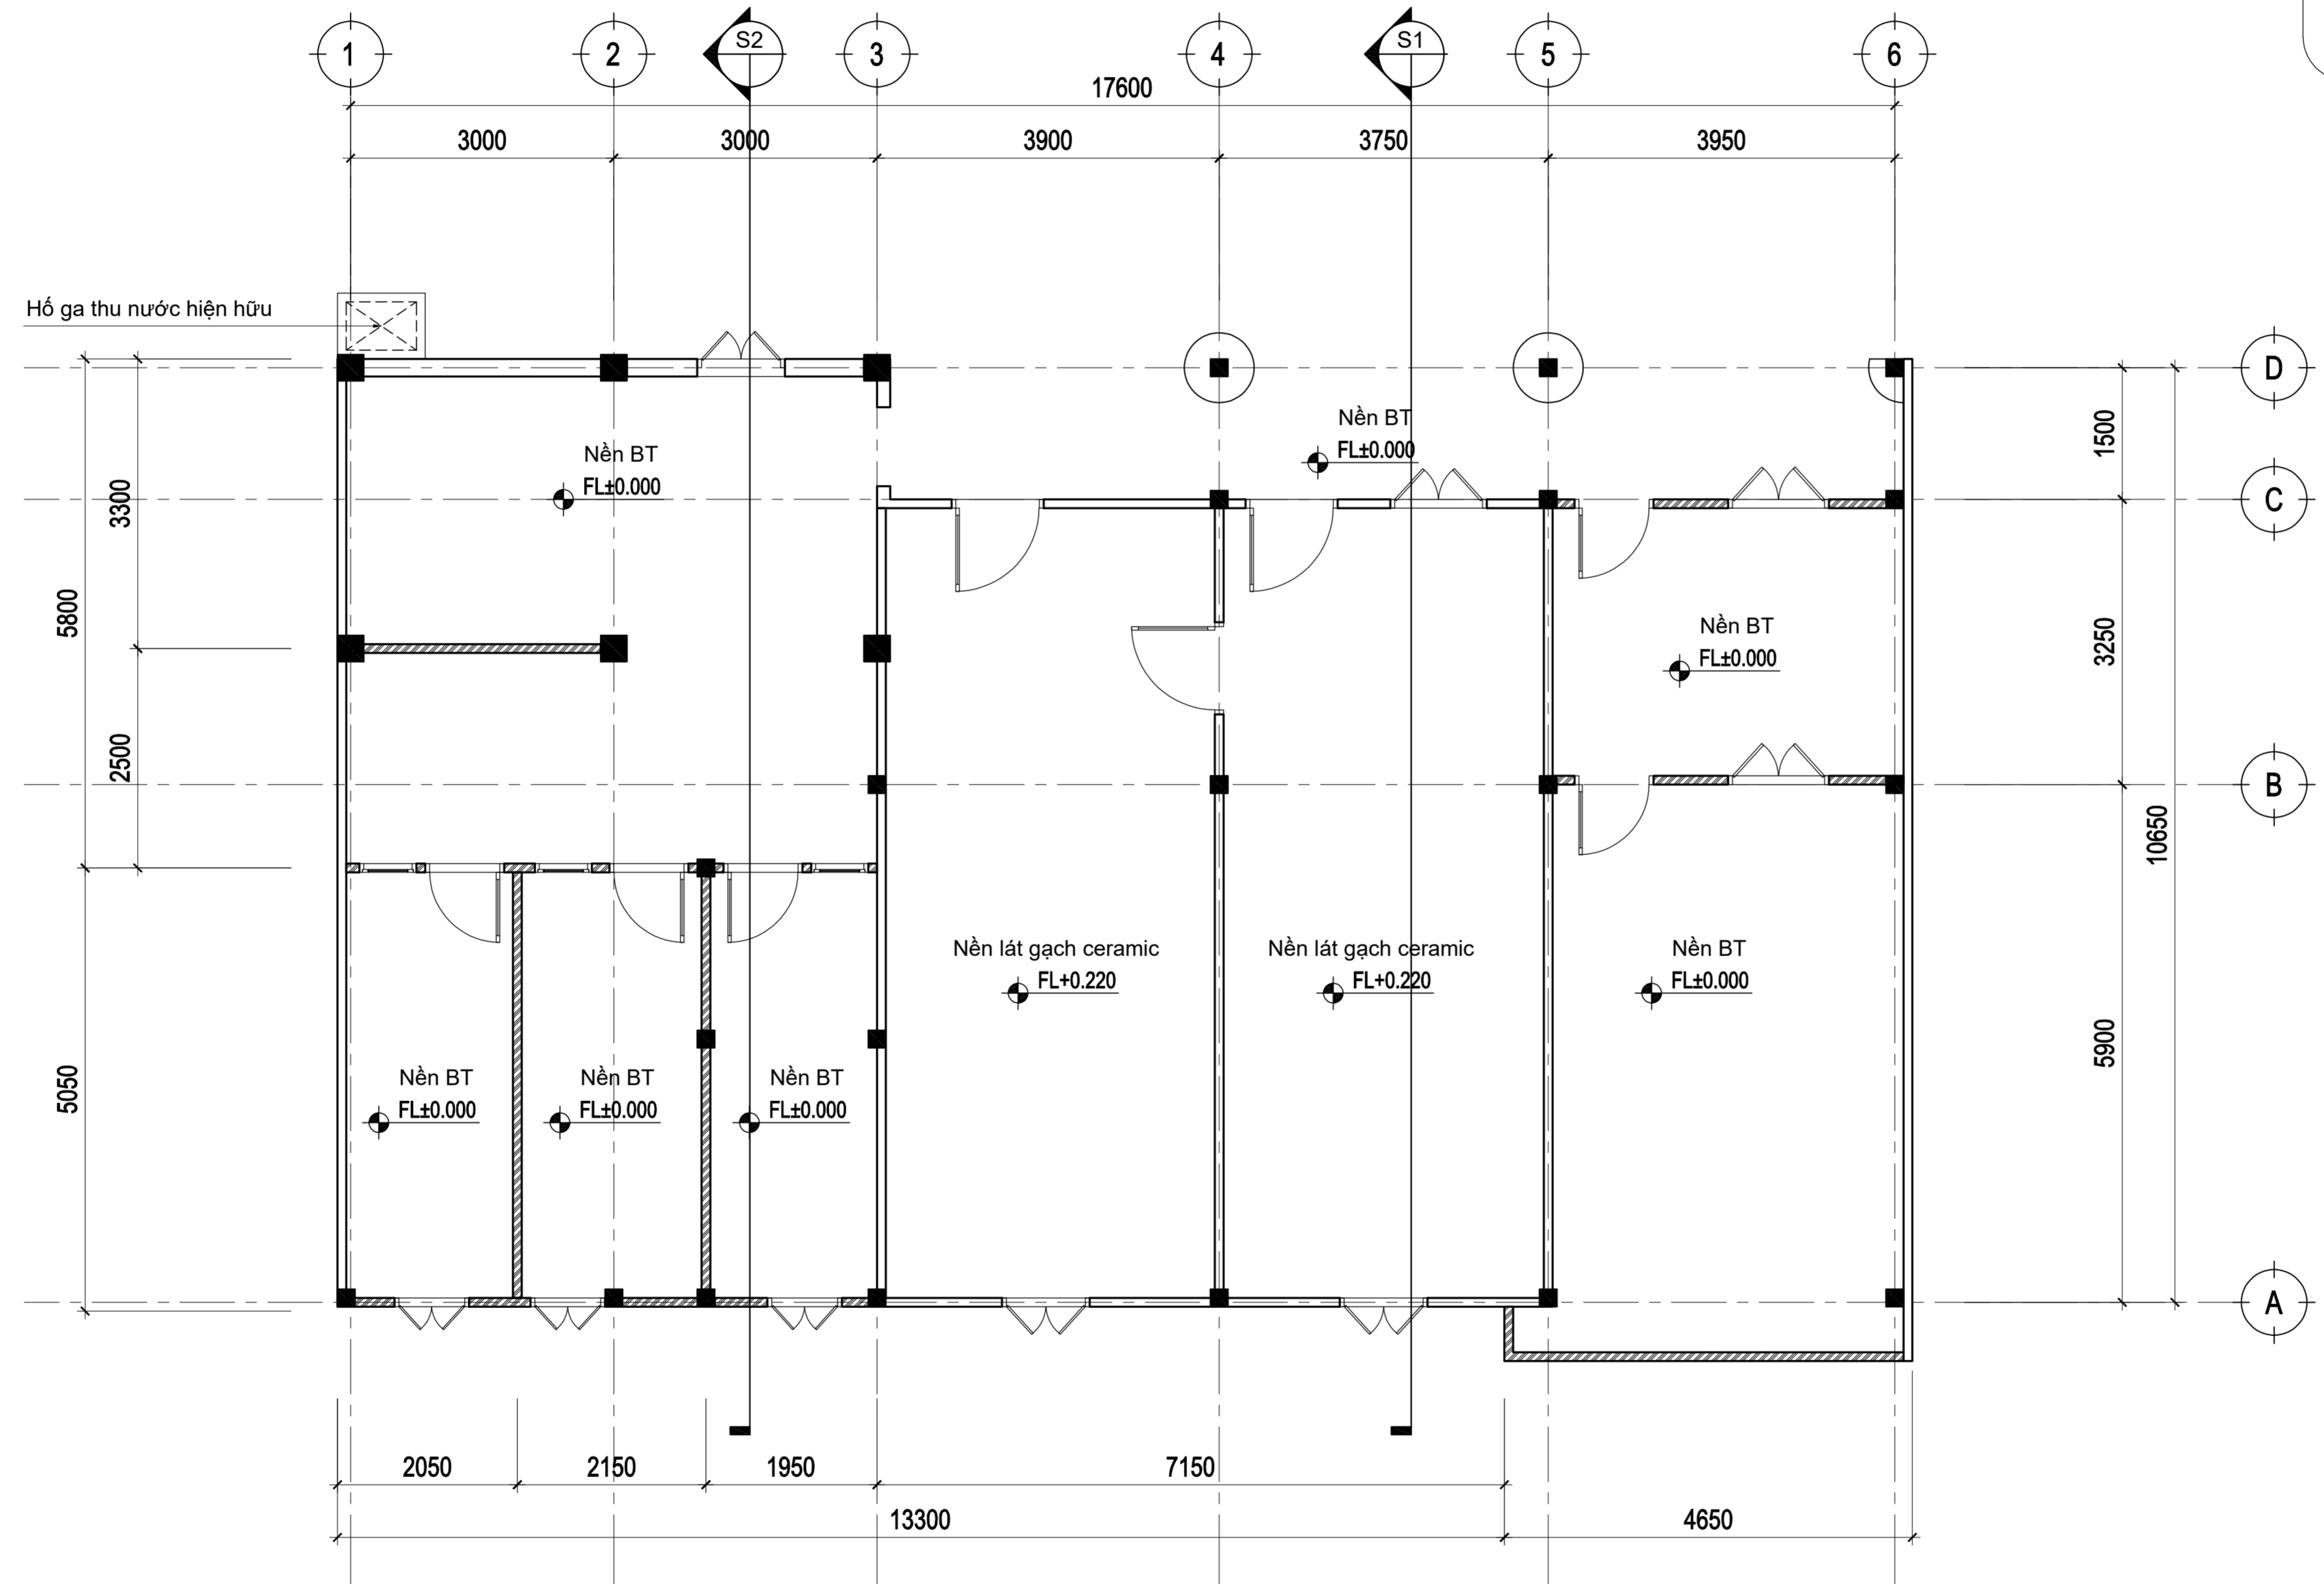 1
2
S2
3
4
S1
5
6
17600
3000
3000
3900
3750
3950
Hố ga thu nước hiện hữu
D
Nền BT
FL±0.000
1500
Nền BT
FL±0.000
3300
C
5800
Nền BT
FL±0.000
3250
2500
B
10650
Nền lát gạch ceramic
FL+0.220
Nền lát gạch ceramic
FL+0.220
Nền BT
FL±0.000
5900
5050
Nền BT
FL±0.000
Nền BT
FL±0.000
Nền BT
FL±0.000
A
2050
2150
1950
7150
13300
4650